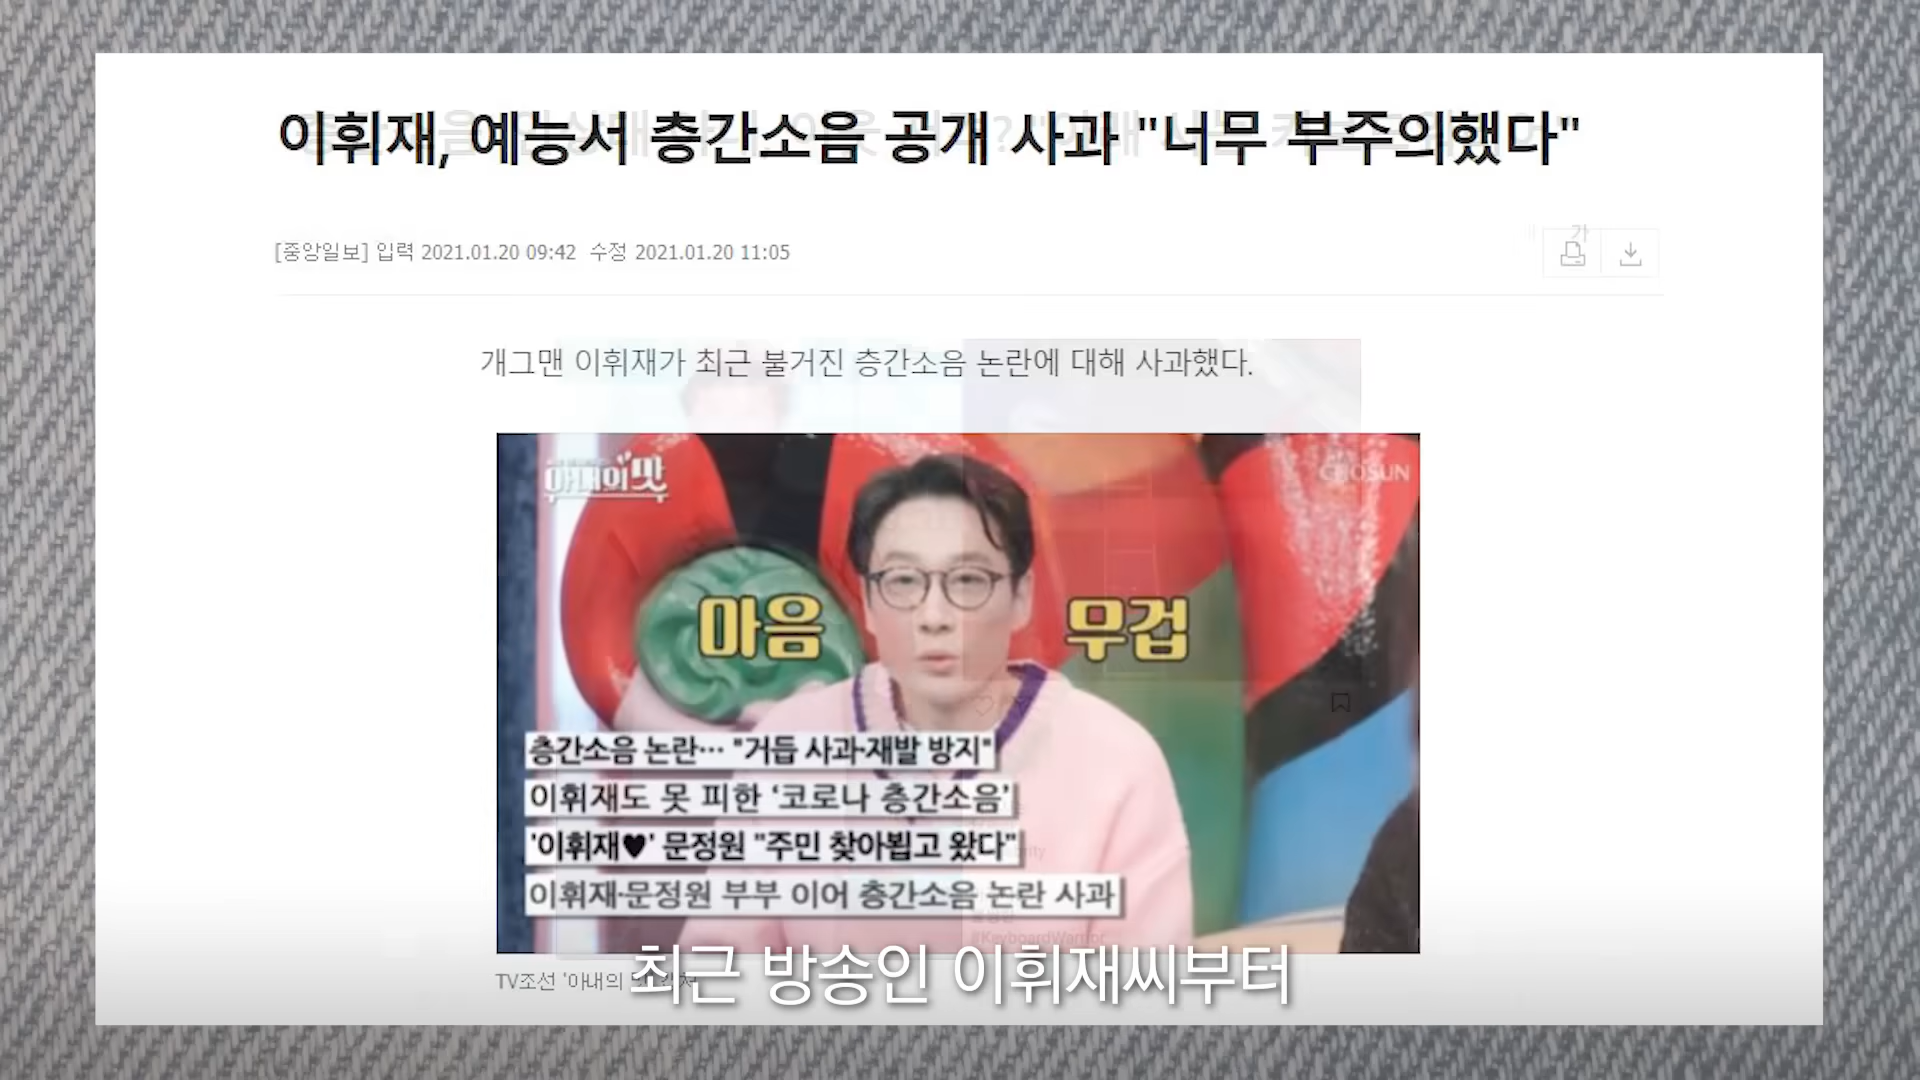 이휘재, 예능서 층간소음 공개 사과 "너무 부주의했다"
[중앙일보] 입력 2021.01.20 09:42 수정 2021.01.20 11:05
가
개그맨 이휘재가 최근 불거진 층간소음 논란에 대해 사과했다.
아내의 맛
CHOSUN
마음 무겁
층간소음 논란… "거듭 사과·재발 방지"
이휘재도 못 피한 ‘코로나 층간소음’
'이휘재♥' 문정원 "주민 찾아뵙고 왔다"
이휘재·문정원 부부 이어 층간소음 논란 사과
@KeyboardWarrior
TV조선 '아내의
최근 방송인 이휘재씨부터